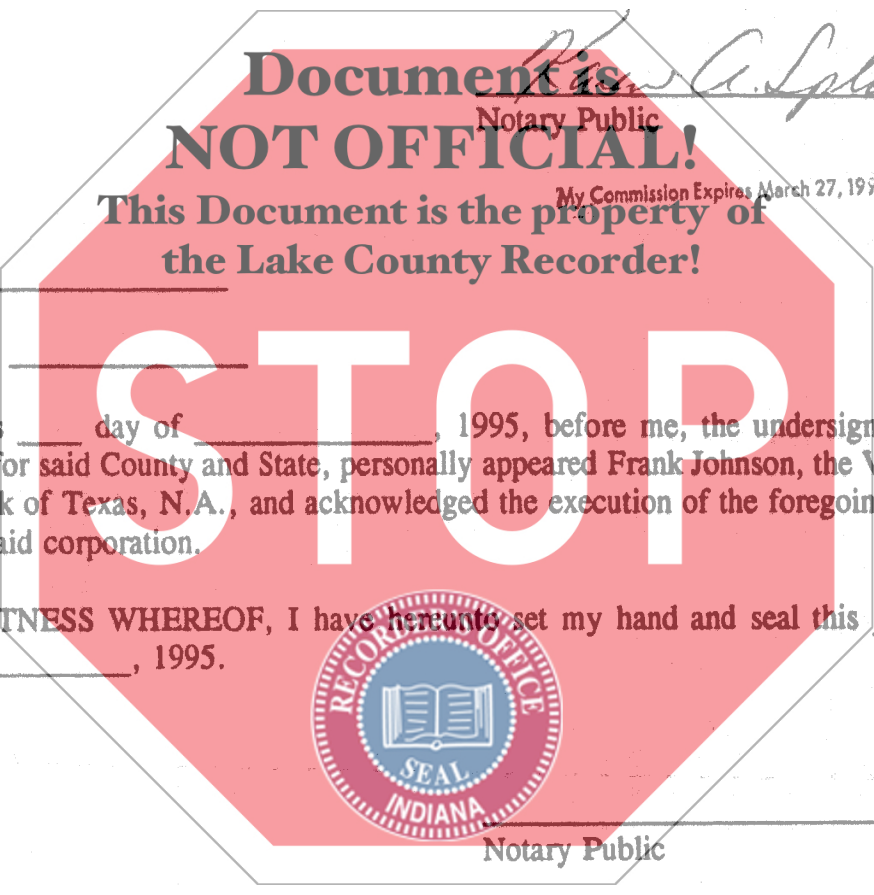 Document is
NOT OFFICIAL!
Notary Public
My Commission Expires March 27, 199
This Document is the property of
the Lake County Recorder!
STOP
day of , 1995, before me, the undersign
for said County and State, personally appeared Frank Johnson, the V
k of Texas, N.A., and acknowledged the execution of the foregoin
aid corporation.
TNESS WHEREOF, I have hereunto set my hand and seal this
, 1995.
RECORDER'S OFFICE
SEAL
INDIANA
Notary Public